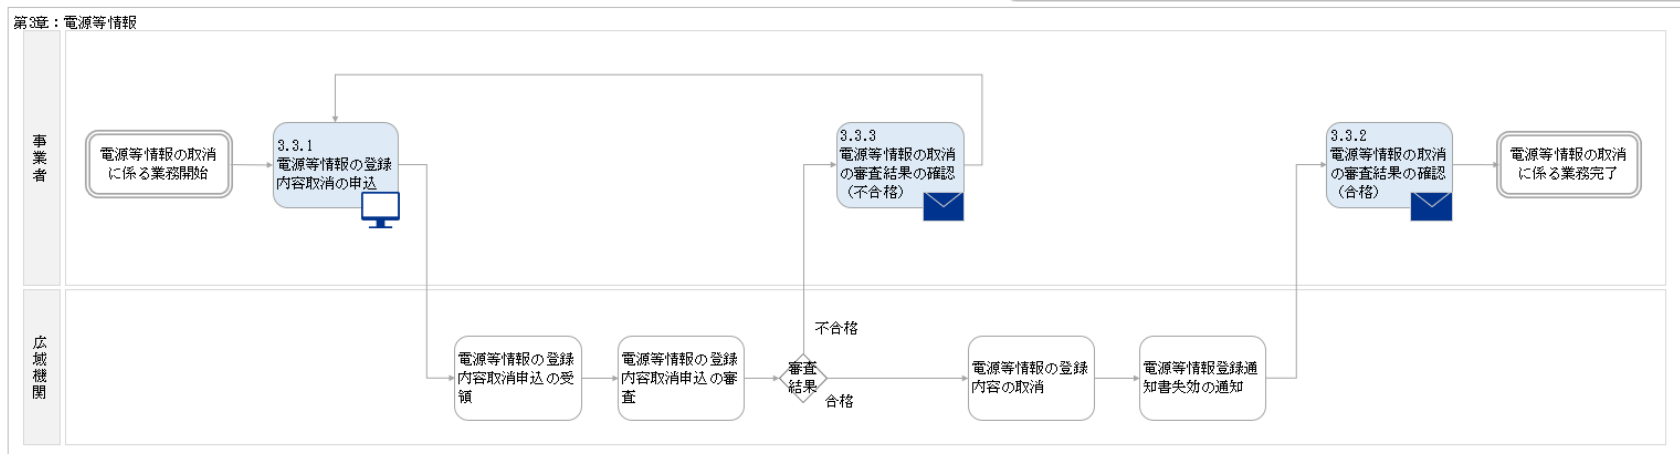 第3章：電源等情報
事業者
電源等情報の取消
に係る業務開始
3.3.1
電源等情報の登録
内容取消の申込
3.3.3
電源等情報の取消
の審査結果の確認
（不合格）
3.3.2
電源等情報の取消
の審査結果の確認
（合格）
電源等情報の取消
に係る業務完了
広域機関
電源等情報の登録
内容取消申込の受
領
電源等情報の登録
内容取消申込の審
査
審査
結果
不合格
合格
電源等情報の登録
内容の取消
電源等情報登録通
知書失効の通知